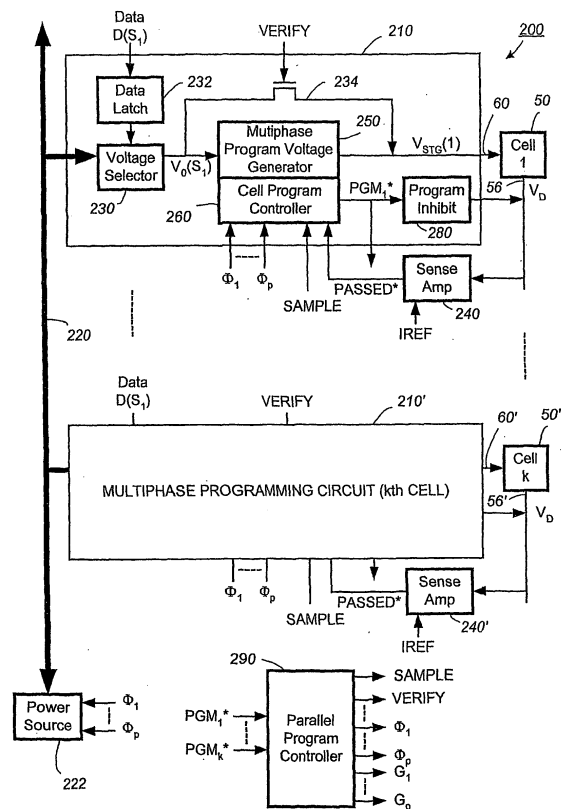 Data
D(S₁)
VERIFY
210
200
232
234
Data
Latch
Voltage
Selector
230
V₀(S₁)
Mutiphase
Program Voltage
Generator
250
V_STG(1)
60
50
Cell
1
Cell Program
Controller
260
PGM₁*
Program
Inhibit
280
56
V_D
Φ₁
Φₚ
SAMPLE
PASSED*
Sense
Amp
240
IREF
220
Data
D(S₁)
VERIFY
210'
60'
50'
Cell
k
MULTIPHASE PROGRAMMING CIRCUIT (kth CELL)
56'
V_D
Φ₁
Φₚ
SAMPLE
PASSED*
Sense
Amp
240'
IREF
290
Power
Source
222
Φ₁
Φₚ
PGM₁*
PGMₖ*
Parallel
Program
Controller
SAMPLE
VERIFY
Φ₁
Φₚ
G₁
Gₚ